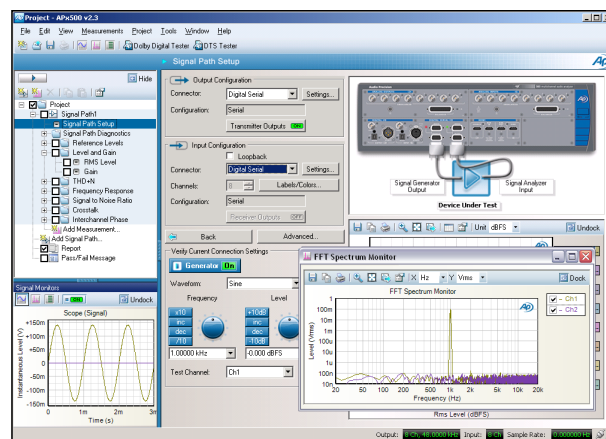 Project - APx500 v2.3
File Edit View Measurements Project Tools Window Help
Dolby Digital Tester DTS Tester
Signal Path Setup
Hide
Project
Signal Path1
Signal Path Setup
Signal Path Diagnostics
Reference Levels
Level and Gain
RMS Level
Gain
THD+N
Frequency Response
Signal to Noise Ratio
Crosstalk
Interchannel Phase
Add Measurement...
Add Signal Path...
Report
Pass/Fail Message
Signal Monitors
Undock
Scope (Signal)
Instantaneous Level (V)
+150m
+100m
+50m
0
-50m
-100m
-150m
0 1m 2m 3m
Time (s)
Output Configuration
Connector: Digital Serial Settings...
Configuration: Serial
Transmitter Outputs ON
Input Configuration
Loopback
Connector: Digital Serial Settings...
Channels: 8 Labels/Colors...
Configuration: Serial
Receiver Outputs OFF
Back Advanced...
Verify Current Connection Settings
Generator On
Waveform: Sine
Frequency Level
x10 +10dB
inc inc
dec dec
/10 -10dB
1.00000 kHz -0.000 dBFS
Test Channel: Ch1
Signal Generator Output
Signal Analyzer Input
Device Under Test
Unit dBFS Undock
FFT Spectrum Monitor
X Hz Y Vrms Dock
FFT Spectrum Monitor
Ch1
Ch2
Level (Vrms)
1
100m
10m
1m
100u
10u
1u
100n
10n
20 50 100 200 500 1k 2k 5k 10k 20k
Frequency (Hz)
Rms Level (dBFS)
Output: 8 Ch, 48.0000 kHz Input: 8 Ch Sample Rate: 0.00000 Hz